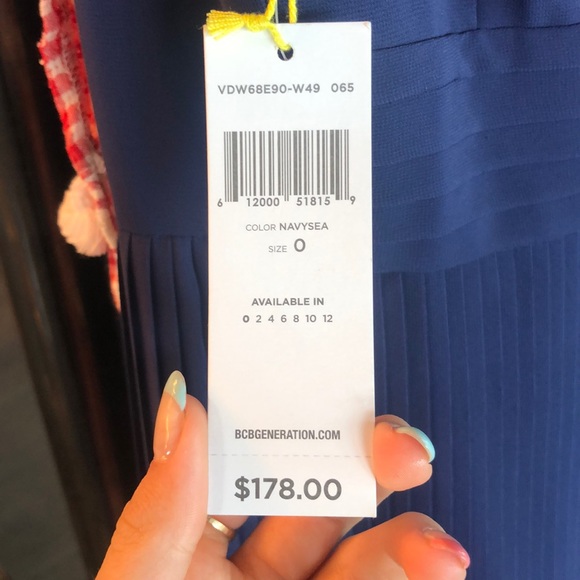 VDW68E90-W49 065
6 12000 51815 9
COLOR NAVYSEA
SIZE 0
AVAILABLE IN
0 2 4 6 8 10 12
BCBGENERATION.COM
$178.00